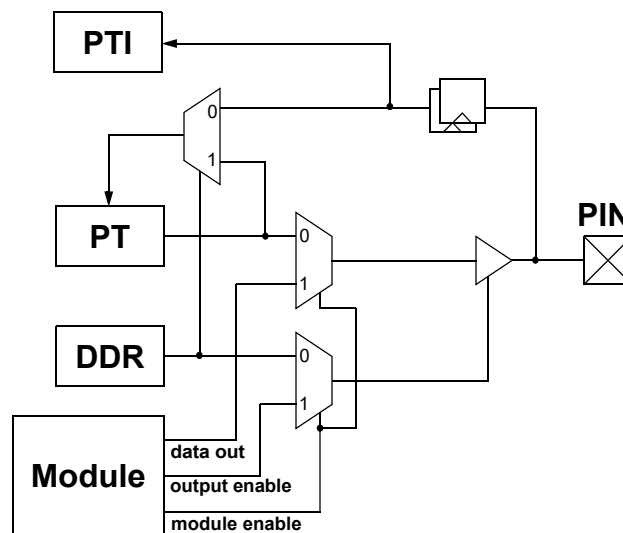 PTI
0
1
PIN
PT
0
1
DDR
0
1
Module
data out
output enable
module enable